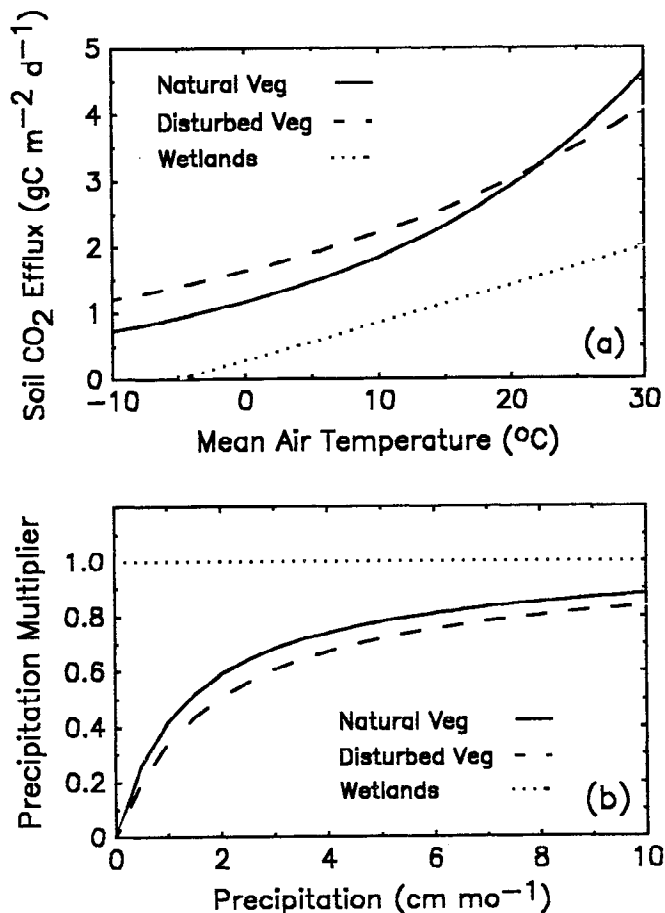 Soil CO2 Efflux (gC m−2 d−1)
5
4
3
2
1
0
Natural Veg
Disturbed Veg
Wetlands
(a)
−10 0 10 20 30
Mean Air Temperature (°C)
Precipitation Multiplier
1.0
0.8
0.6
0.4
0.2
0
Natural Veg
Disturbed Veg
Wetlands
(b)
0 2 4 6 8 10
Precipitation (cm mo−1)